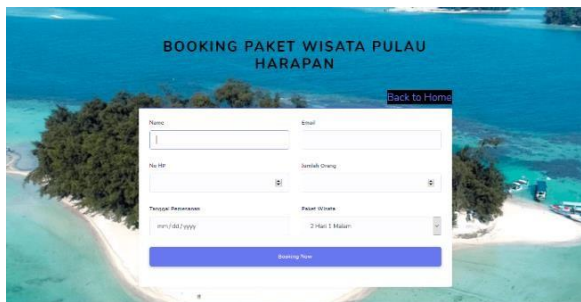 BOOKING PAKET WISATA PULAU
HARAPAN
Back to Home
Name Email
No HP Jumlah Orang
Tanggal Pemesanan Paket Wisata
mm/dd/yyyy 2 Hari 1 Malam
Booking Now